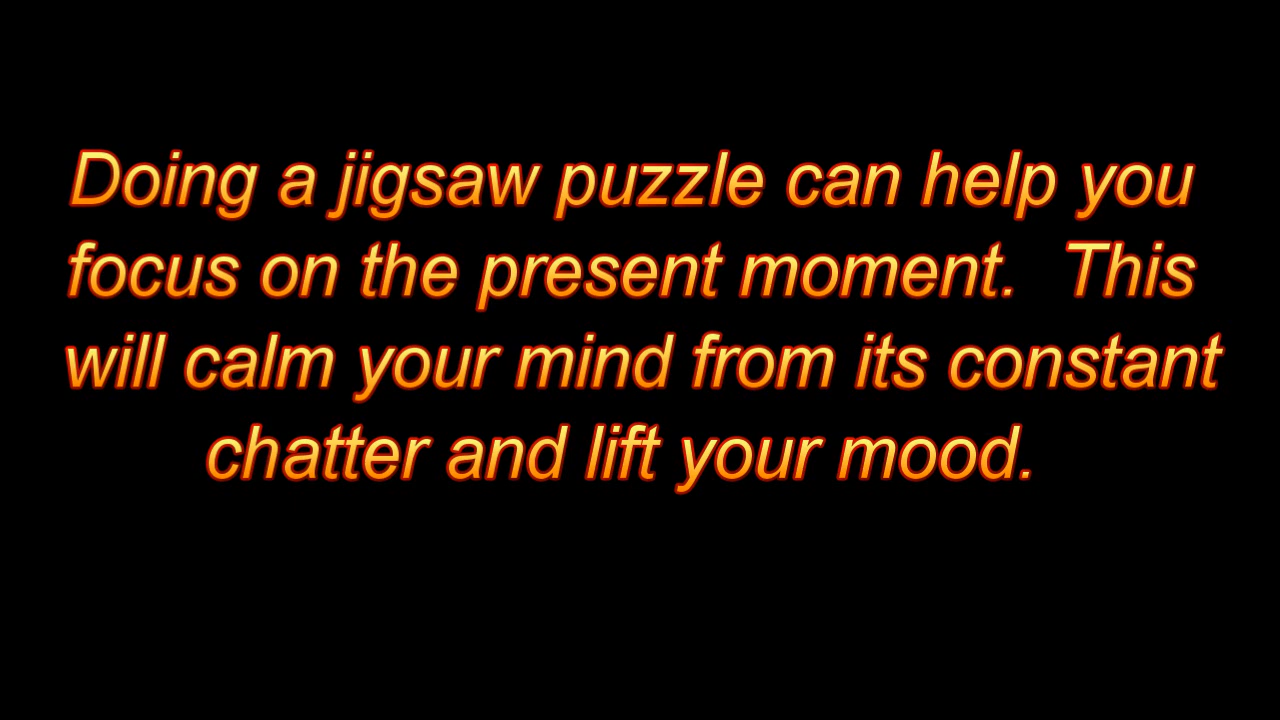 Doing a jigsaw puzzle can help you
focus on the present moment.  This
will calm your mind from its constant
chatter and lift your mood.